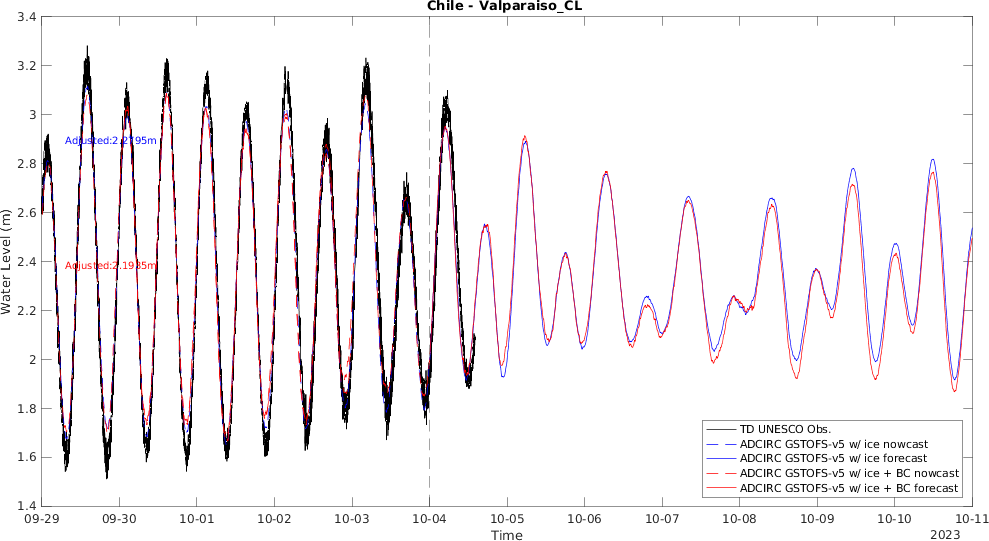 Chile - Valparaiso_CL
3.4
3.2
3
2.8
2.6
2.4
2.2
2
1.8
1.6
1.4
Water Level (m)
Adjusted:2.2795m
Adjusted:2.1985m
TD UNESCO Obs.
ADCIRC GSTOFS-v5 w/ ice nowcast
ADCIRC GSTOFS-v5 w/ ice forecast
ADCIRC GSTOFS-v5 w/ ice + BC nowcast
ADCIRC GSTOFS-v5 w/ ice + BC forecast
09-29 09-30 10-01 10-02 10-03 10-04 10-05 10-06 10-07 10-08 10-09 10-10 10-11
Time
2023